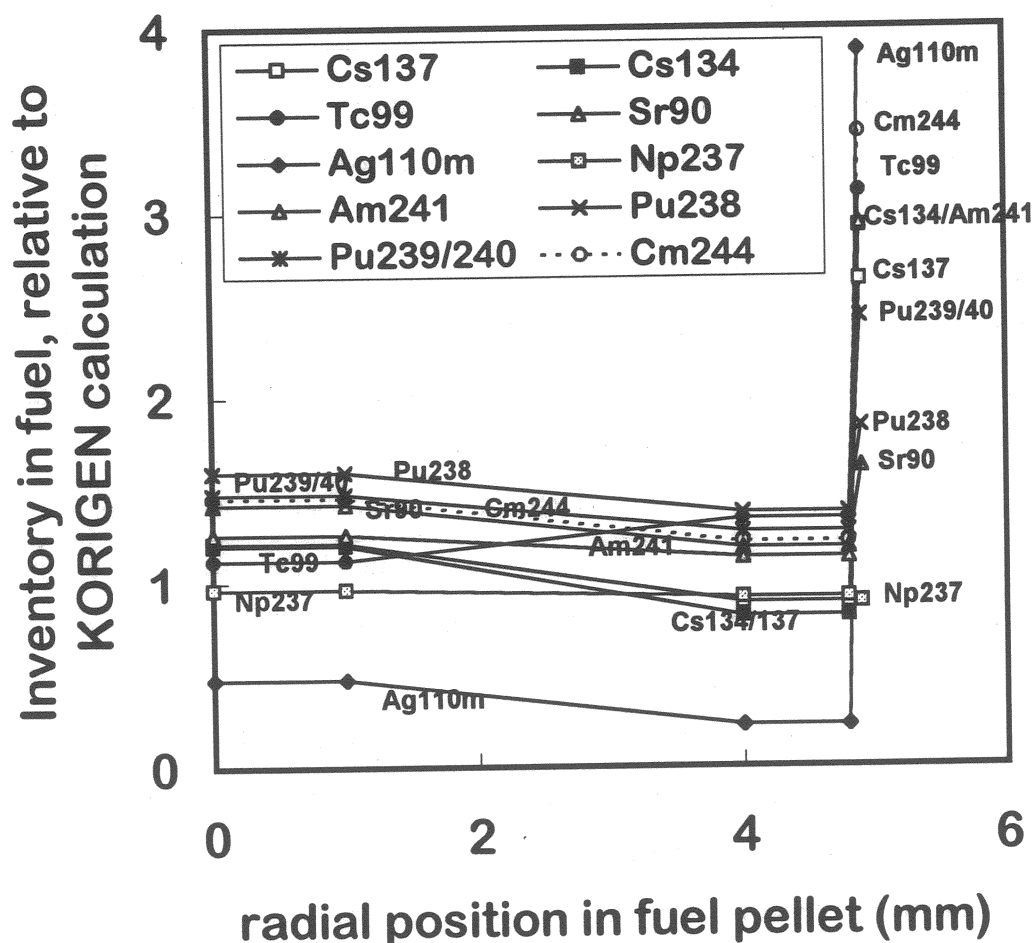 Inventory in fuel, relative to
KORIGEN calculation
4
3
2
1
0
Cs137 Cs134
Tc99 Sr90
Ag110m Np237
Am241 Pu238
Pu239/240 Cm244
Ag110m
Cm244
Tc99
Cs134/Am241
Cs137
Pu239/40
Pu238
Sr90
Np237
Pu238
Pu239/40
Sr90 Cm244
Am241
Tc99
Np237
Cs134/137
Ag110m
0 2 4 6
radial position in fuel pellet (mm)